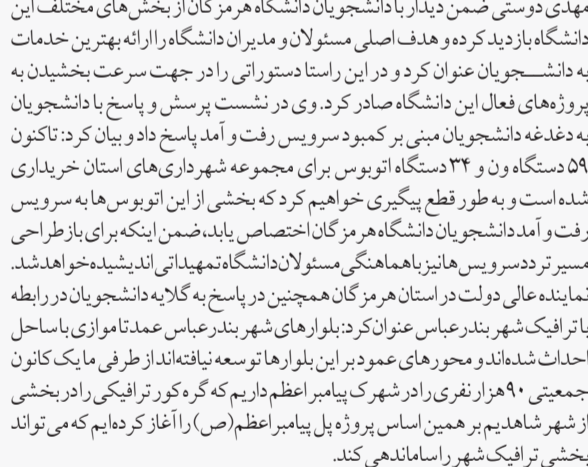 مهدی دوستی ضمن دیدار با دانشجویان دانشگاه هرمزگان از بخش‌های مختلف این
دانشگاه بازدید کرده و هدف اصلی مسئولان و مدیران دانشگاه را ارائه بهترین خدمات
به دانشـــجویان عنوان کرد و در این راستا دستوراتی را در جهت سرعت بخشیدن به
پروژه‌های فعال این دانشگاه صادر کرد. وی در نشست پرسش و پاسخ با دانشجویان
به دغدغه دانشجویان مبنی بر کمبود سرویس رفت و آمد پاسخ داد و بیان کرد: تاکنون
۵۹ دستگاه ون و ۳۴ دستگاه اتوبوس برای مجموعه شهرداری‌های استان خریداری
شده است و به طور قطع پیگیری خواهیم کرد که بخشی از این اتوبوس‌ها به سرویس
رفت و آمد دانشجویان دانشگاه هرمزگان اختصاص یابد، ضمن اینکه برای بازطراحی
مسیر تردد سرویس‌ها نیز با هماهنگی مسئولان دانشگاه تمهیداتی اندیشیده خواهد شد.
نماینده عالی دولت در استان هرمزگان همچنین در پاسخ به گلایه دانشجویان در رابطه
با ترافیک شهر بندرعباس عنوان کرد: بلوارهای شهر بندرعباس عمدتا موازی با ساحل
احداث شده‌اند و محورهای عمود بر این بلوارها توسعه نیافته‌اند از طرفی ما یک کانون
جمعیتی ۹۰ هزار نفری را در شهرک پیامبر اعظم داریم که گره کور ترافیکی را در بخشی
از شهر شاهدیم بر همین اساس پروژه پل پیامبر اعظم(ص) را آغاز کرده‌ایم که می تواند
بخشی ترافیک شهر را ساماندهی کند.